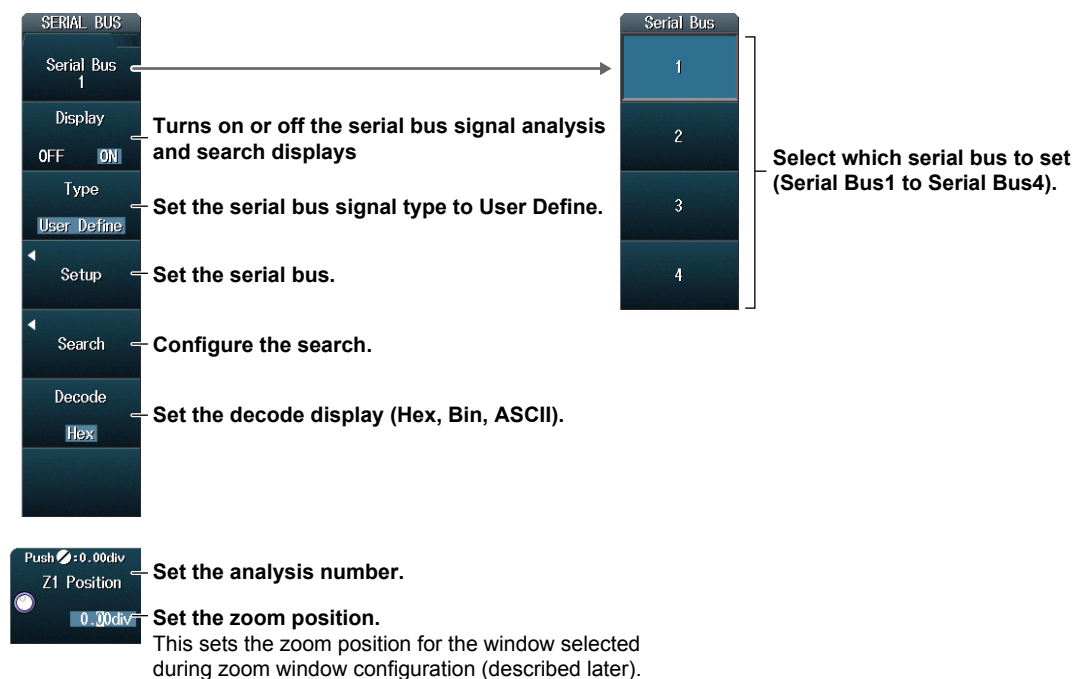 SERIAL BUS
Serial Bus
1
Display
OFF ON
Type
User Define
Setup
Search
Decode
Hex
Turns on or off the serial bus signal analysis
and search displays
Set the serial bus signal type to User Define.
Set the serial bus.
Configure the search.
Set the decode display (Hex, Bin, ASCII).
Serial Bus
1
2
3
4
Select which serial bus to set
(Serial Bus1 to Serial Bus4).
Push :0.00div
Z1 Position
0.00div
Set the analysis number.
Set the zoom position.
This sets the zoom position for the window selected
during zoom window configuration (described later).